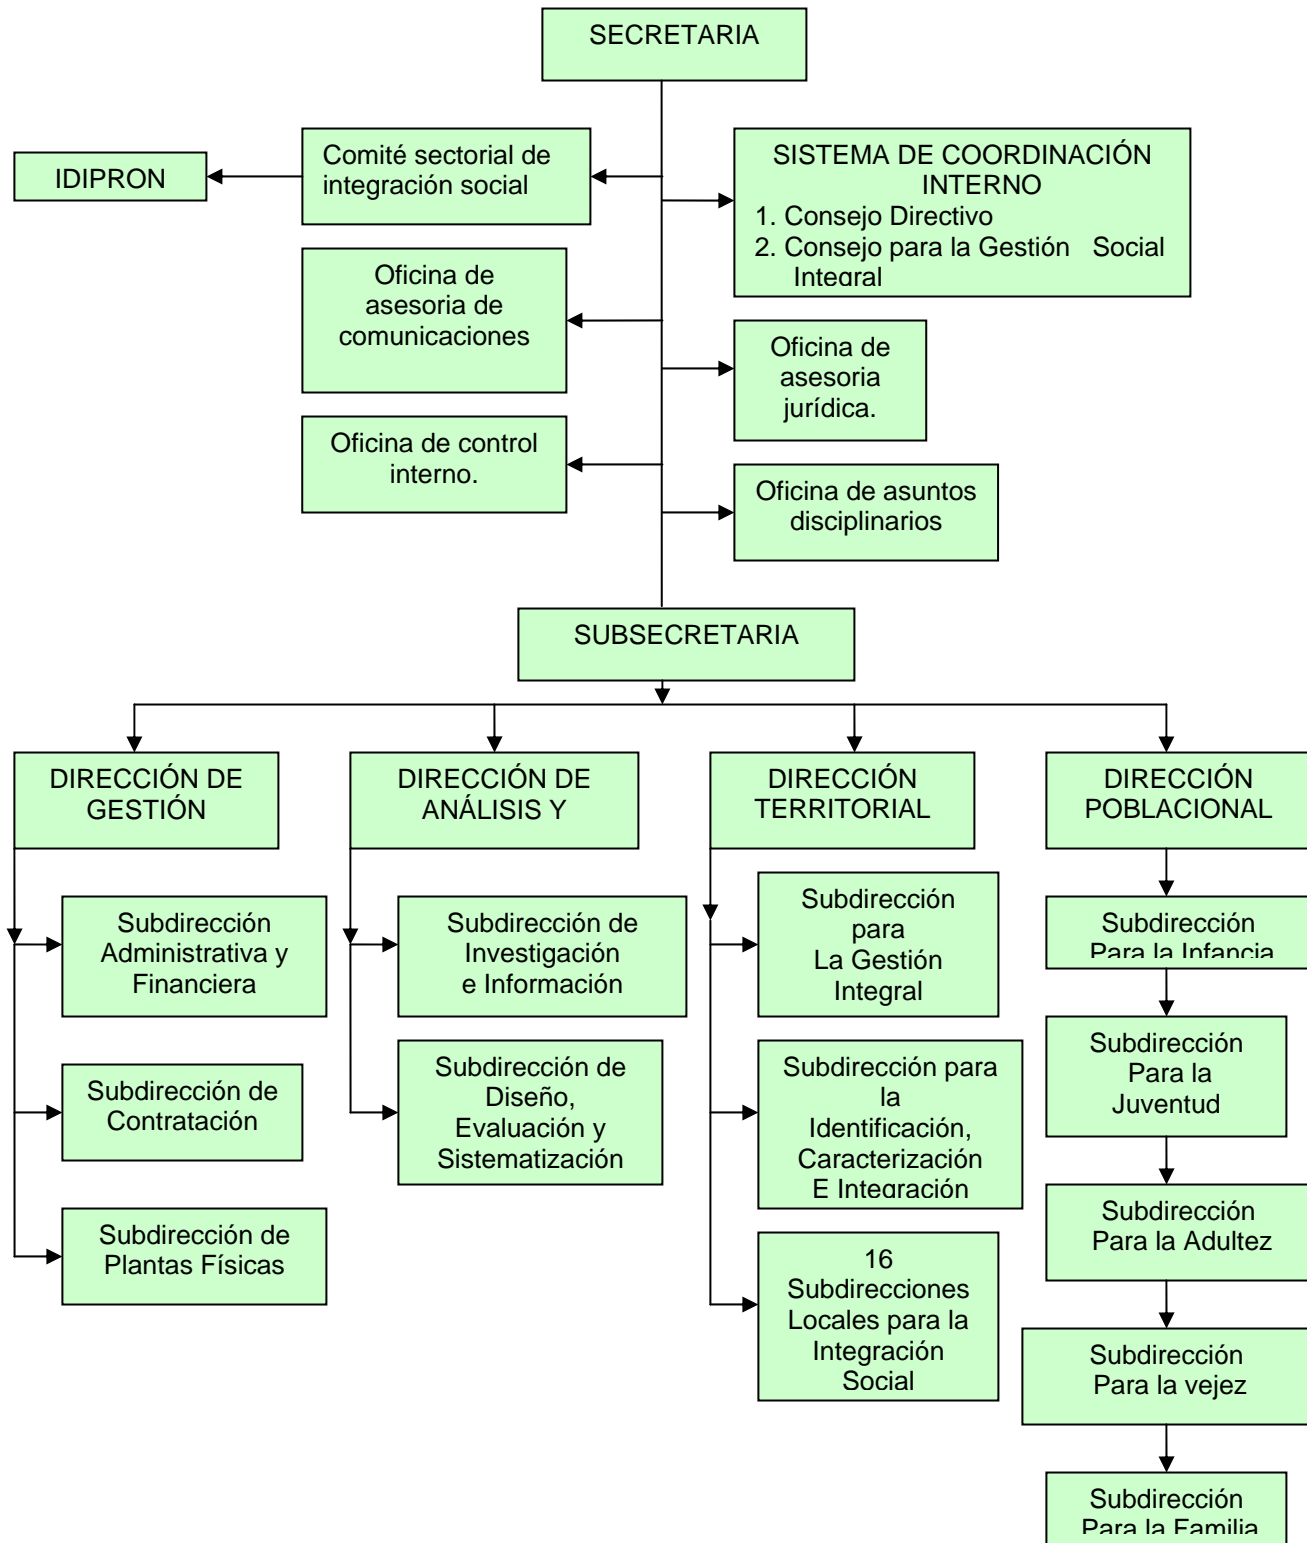 SECRETARIA
IDIPRON
Comité sectorial de
integración social
SISTEMA DE COORDINACIÓN
INTERNO
1. Consejo Directivo
2. Consejo para la Gestión Social
Integral
Oficina de
asesoria de
comunicaciones
Oficina de
asesoria
jurídica.
Oficina de control
interno.
Oficina de asuntos
disciplinarios
SUBSECRETARIA
DIRECCIÓN DE
GESTIÓN
DIRECCIÓN DE
ANÁLISIS Y
DIRECCIÓN
TERRITORIAL
DIRECCIÓN
POBLACIONAL
Subdirección
Administrativa y
Financiera
Subdirección de
Contratación
Subdirección de
Plantas Físicas
Subdirección de
Investigación
e Información
Subdirección de
Diseño,
Evaluación y
Sistematización
Subdirección
para
La Gestión
Integral
Subdirección para
la
Identificación,
Caracterización
E Integración
16
Subdirecciones
Locales para la
Integración
Social
Subdirección
Para la Infancia
Subdirección
Para la
Juventud
Subdirección
Para la Adultez
Subdirección
Para la vejez
Subdirección
Para la Familia